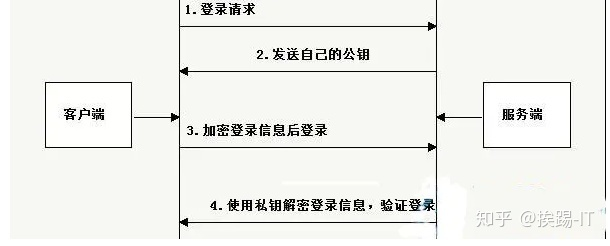 1.登录请求
2.发送自己的公钥
客户端
服务端
3.加密登录信息后登录
4.使用私钥解密登录信息，验证登录
知乎 @挨踢-IT